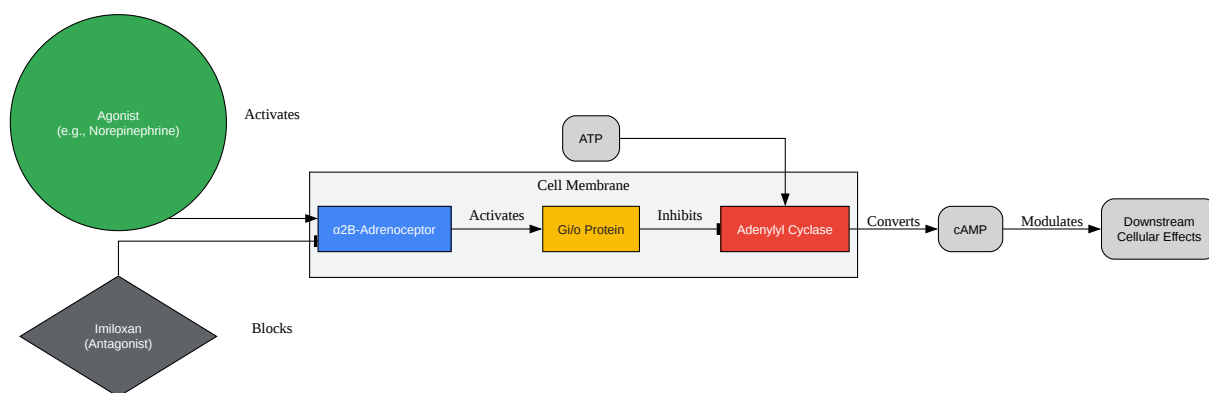 Agonist
(e.g., Norepinephrine)
Activates
ATP
Cell Membrane
α2B-Adrenoceptor
Activates
Gi/o Protein
Inhibits
Adenylyl Cyclase
Converts
cAMP
Modulates
Downstream
Cellular Effects
Imiloxan
(Antagonist)
Blocks